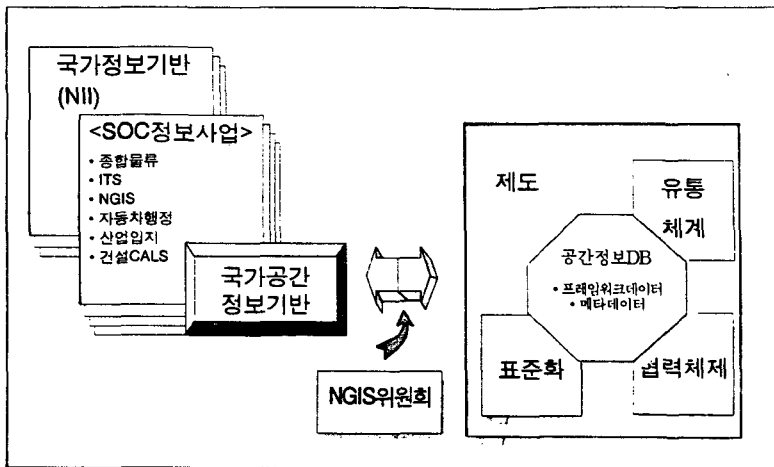 국가정보기반
(NII)
<SOC정보사업>
• 종합물류
• ITS
• NGIS
• 자동차행정
• 산업입지
• 건설CALS
국가공간
정보기반
NGIS위원회
제도
유통
체계
공간정보DB
• 프래임워크데이터
• 메타데이터
표준화
협력체제